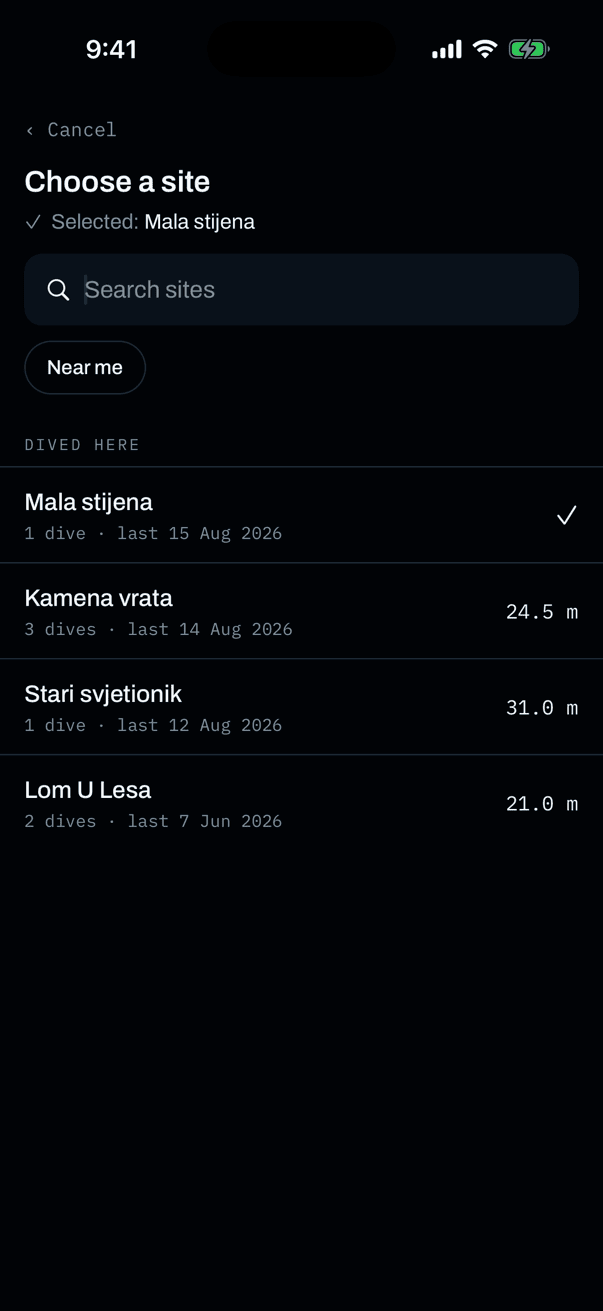 9:41
‹ Cancel
Choose a site
✓ Selected: Mala stijena
Search sites
Near me
DIVED HERE
Mala stijena
1 dive · last 15 Aug 2026
✓
Kamena vrata
3 dives · last 14 Aug 2026
24.5 m
Stari svjetionik
1 dive · last 12 Aug 2026
31.0 m
Lom U Lesa
2 dives · last 7 Jun 2026
21.0 m